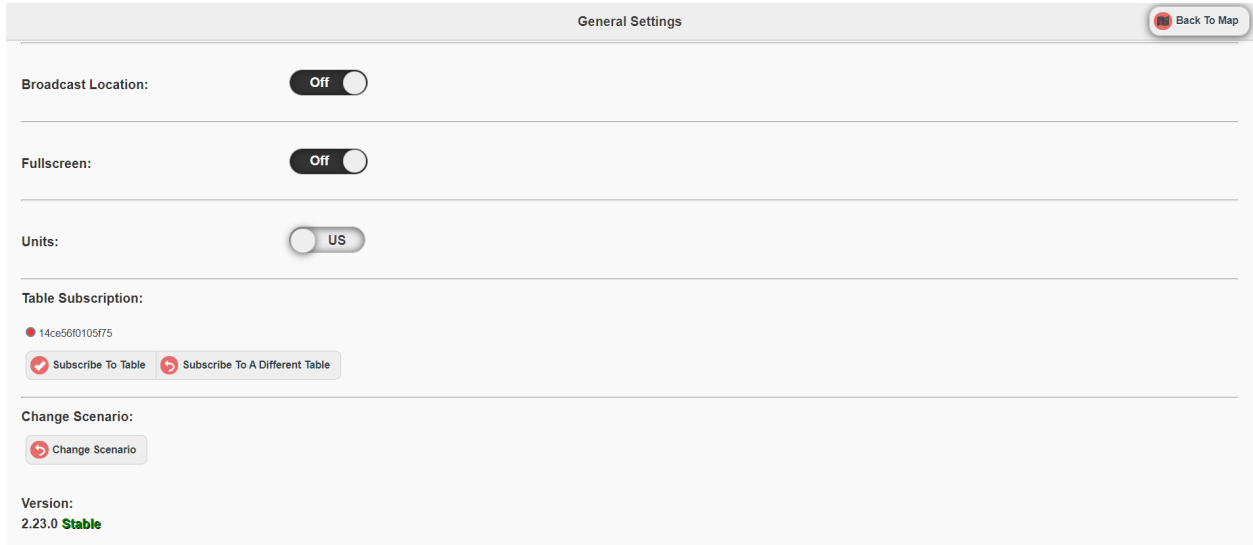 General Settings
Back To Map
Broadcast Location:
Off
Fullscreen:
Off
Units:
US
Table Subscription:
14ce56f0105f75
Subscribe To Table
Subscribe To A Different Table
Change Scenario:
Change Scenario
Version:
2.23.0 Stable